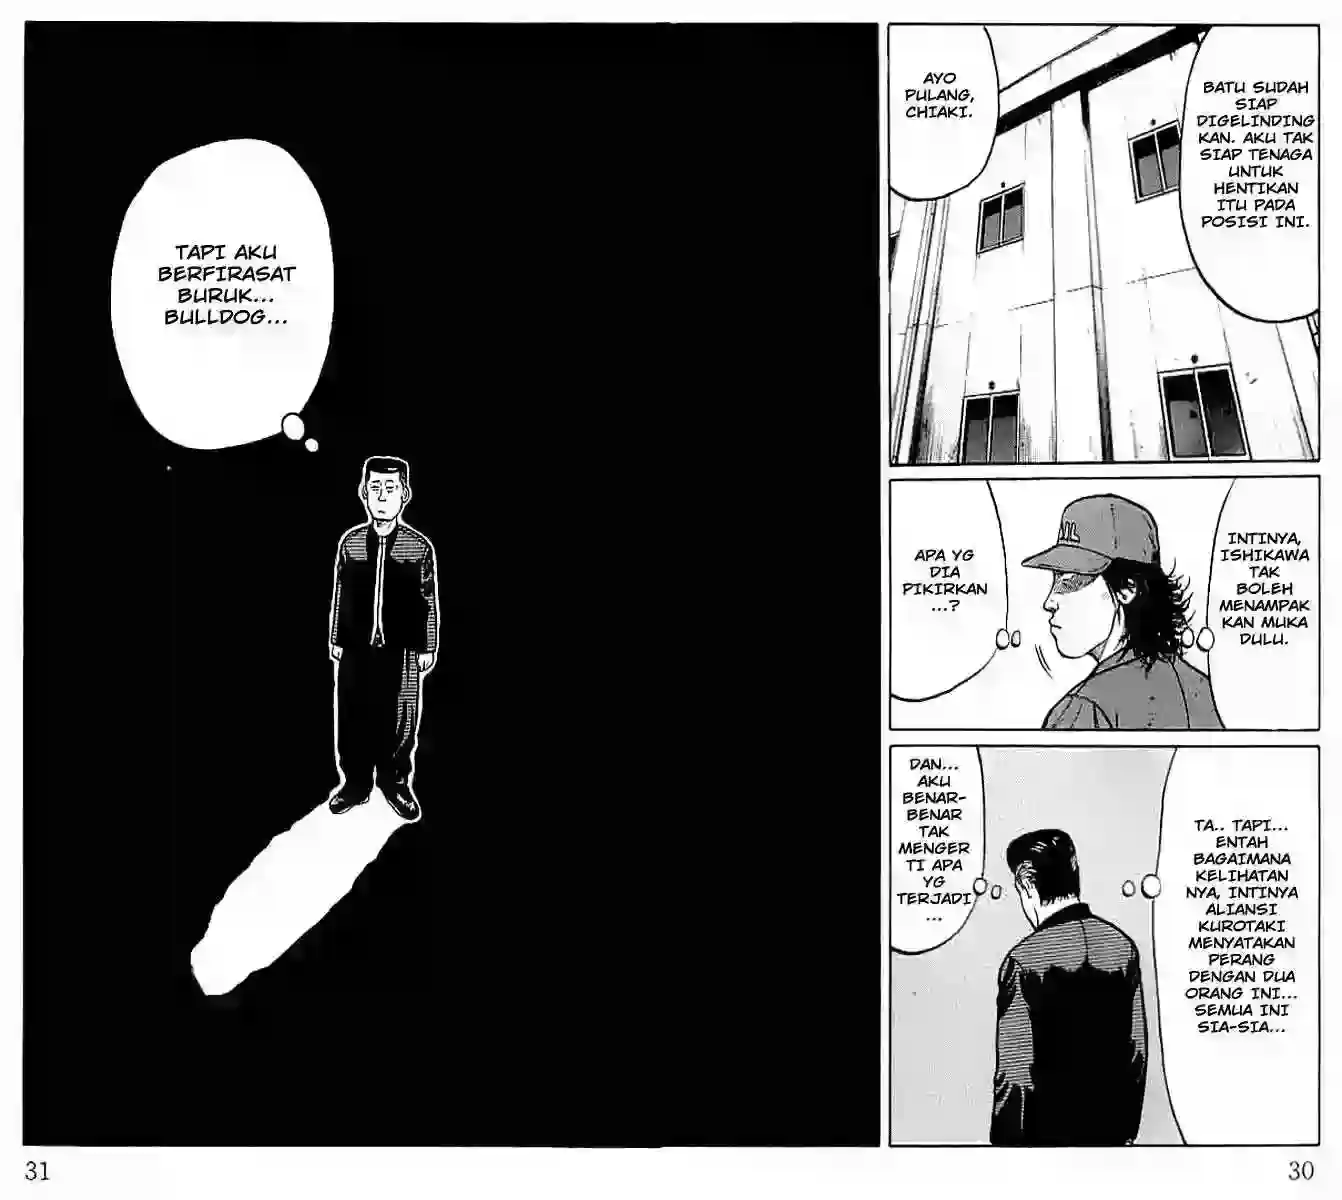 BATU SUDAH
SIAP
DIGELINDING
KAN. AKU TAK
SIAP TENAGA
UNTUK
HENTIKAN
ITU PADA
POSISI INI.
AYO
PULANG,
CHIAKI.
INTINYA,
ISHIKAWA
TAK
BOLEH
MENAMPAK
KAN MUKA
DULU.
APA YG
DIA
PIKIRKAN
...?
TA.. TAPI...
ENTAH
BAGAIMANA
KELIHATAN
NYA, INTINYA
ALIANSI
KUROTAKI
MENYATAKAN
PERANG
DENGAN DUA
ORANG INI...
SEMUA INI
SIA-SIA...
DAN...
AKU
BENAR-
BENAR
TAK
MENGER
TI APA
YG
TERJADI
...
30
TAPI AKU
BERFIRASAT
BURUK...
BULLDOG...
31